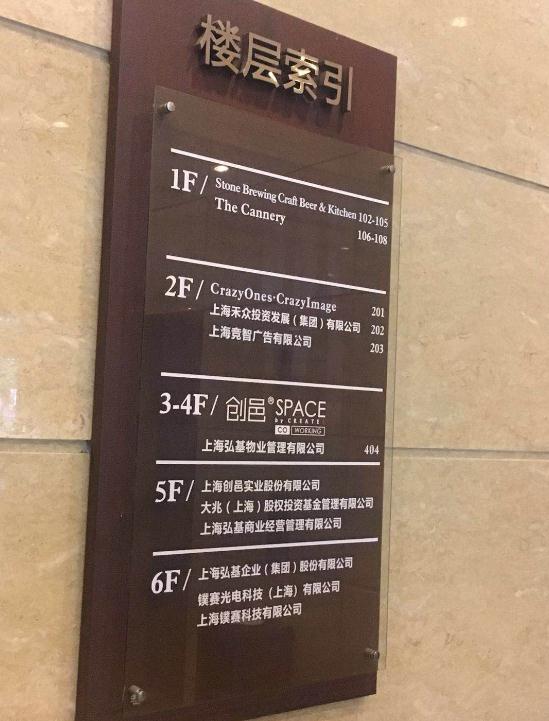 楼层索引
1F/ Stone Brewing Craft Beer & Kitchen 102-105
The Cannery 106-108
2F/ CrazyOnes·CrazyImage 201
上海禾众投资发展（集团）有限公司 202
上海竞智广告有限公司 203
3-4F/ 创邑® SPACE
by CREATE
CO WORKING
上海弘基物业管理有限公司 404
5F/ 上海创邑实业股份有限公司
大兆（上海）股权投资基金管理有限公司
上海弘基商业经营管理有限公司
6F/ 上海弘基企业（集团）股份有限公司
镤赛光电科技（上海）有限公司
上海镤赛科技有限公司